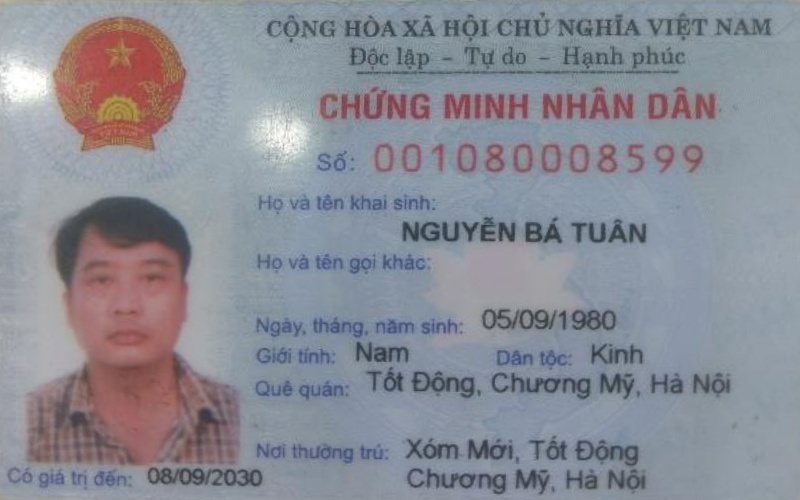 CỘNG HÒA XÃ HỘI CHỦ NGHĨA VIỆT NAM
Độc lập - Tự do - Hạnh phúc
CHỨNG MINH NHÂN DÂN
Số: 001080008599
Họ và tên khai sinh:
NGUYỄN BÁ TUÂN
Họ và tên gọi khác:
Ngày, tháng, năm sinh: 05/09/1980
Giới tính: Nam Dân tộc: Kinh
Quê quán: Tốt Động, Chương Mỹ, Hà Nội
Nơi thường trú: Xóm Mới, Tốt Động
Chương Mỹ, Hà Nội
Có giá trị đến: 08/09/2030